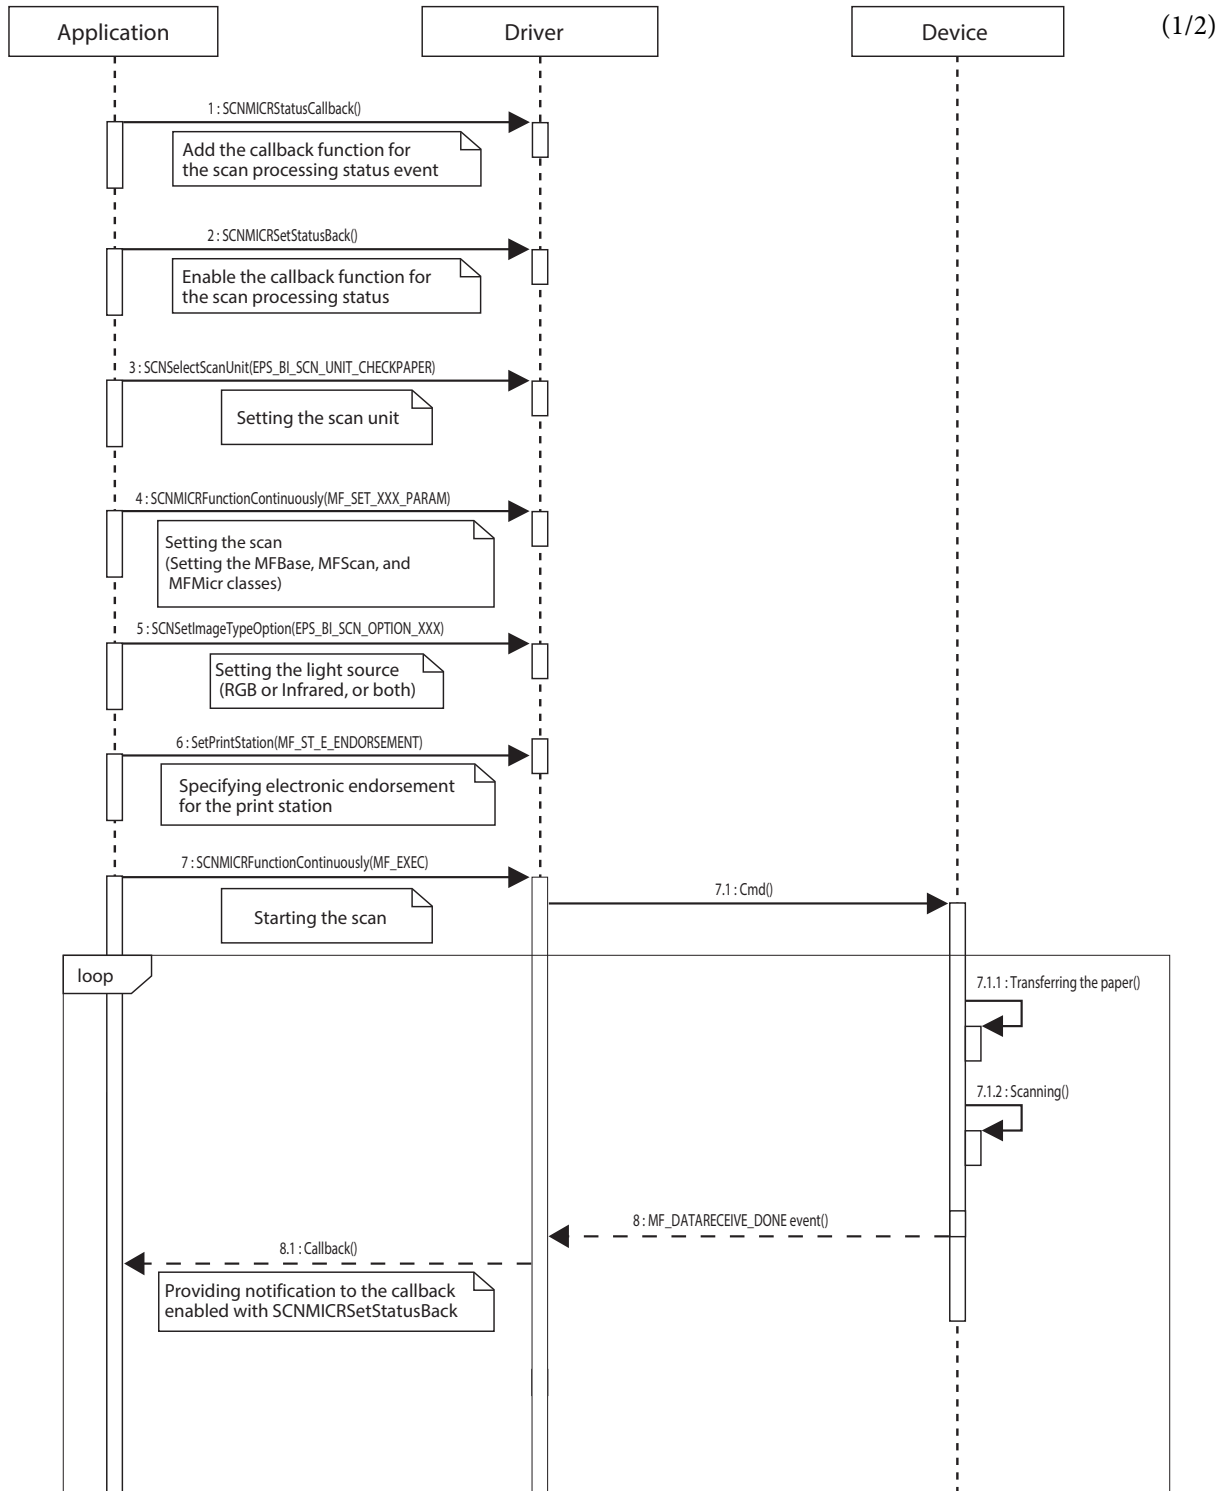 Application
Driver
Device
(1/2)
1 : SCNMICRStatusCallback()
Add the callback function for
the scan processing status event
2 : SCNMICRSetStatusBack()
Enable the callback function for
the scan processing status
3 : SCNSelectScanUnit(EPS_BI_SCN_UNIT_CHECKPAPER)
Setting the scan unit
4 : SCNMICRFunctionContinuously(MF_SET_XXX_PARAM)
Setting the scan
(Setting the MFBase, MFScan, and
MFMicr classes)
5 : SCNSetImageTypeOption(EPS_BI_SCN_OPTION_XXX)
Setting the light source
(RGB or Infrared, or both)
6 : SetPrintStation(MF_ST_E_ENDORSEMENT)
Specifying electronic endorsement
for the print station
7 : SCNMICRFunctionContinuously(MF_EXEC)
7.1 : Cmd()
Starting the scan
loop
7.1.1 : Transferring the paper()
7.1.2 : Scanning()
8 : MF_DATARECEIVE_DONE event()
8.1 : Callback()
Providing notification to the callback
enabled with SCNMICRSetStatusBack